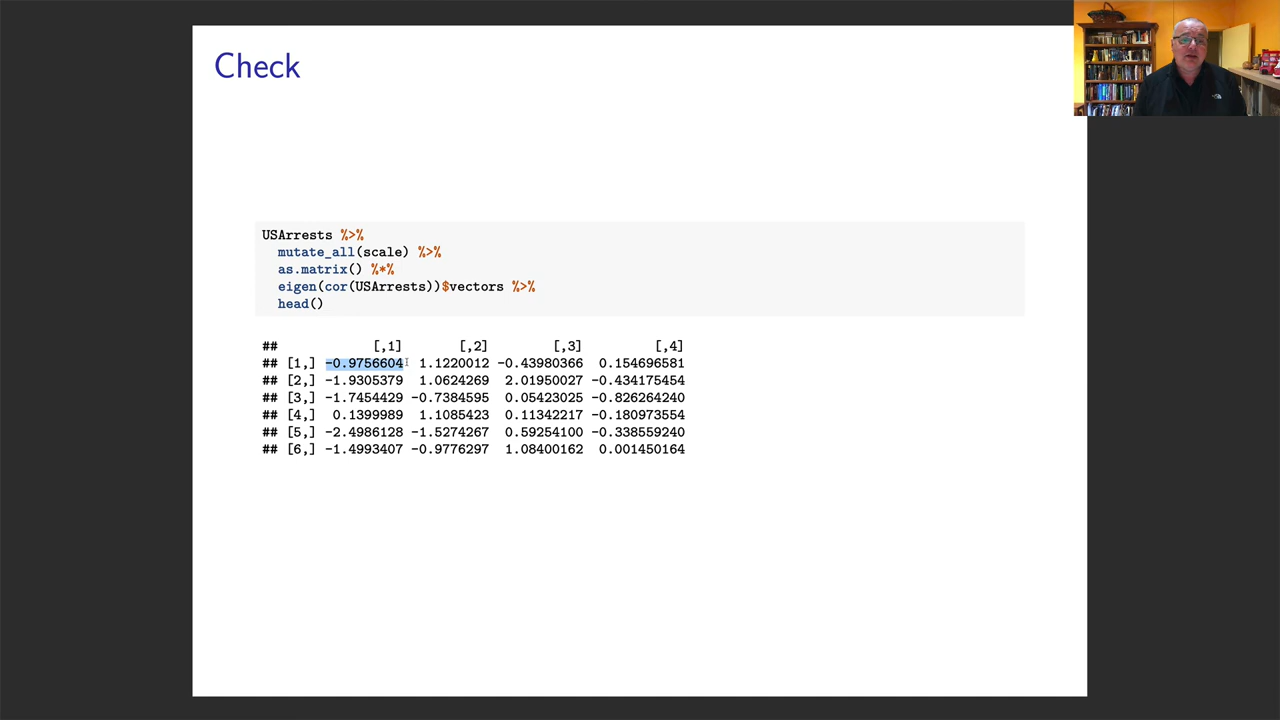 Check
USArrests %>%
mutate_all(scale) %>%
as.matrix() %*%
eigen(cor(USArrests))$vectors %>%
head()
## [,1] [,2] [,3] [,4]
## [1,] -0.9756604 1.1220012 -0.43980366 0.154696581
## [2,] -1.9305379 1.0624269 2.01950027 -0.434175454
## [3,] -1.7454429 -0.7384595 0.05423025 -0.826264240
## [4,] 0.1399989 1.1085423 0.11342217 -0.180973554
## [5,] -2.4986128 -1.5274267 0.59254100 -0.338559240
## [6,] -1.4993407 -0.9776297 1.08400162 0.001450164